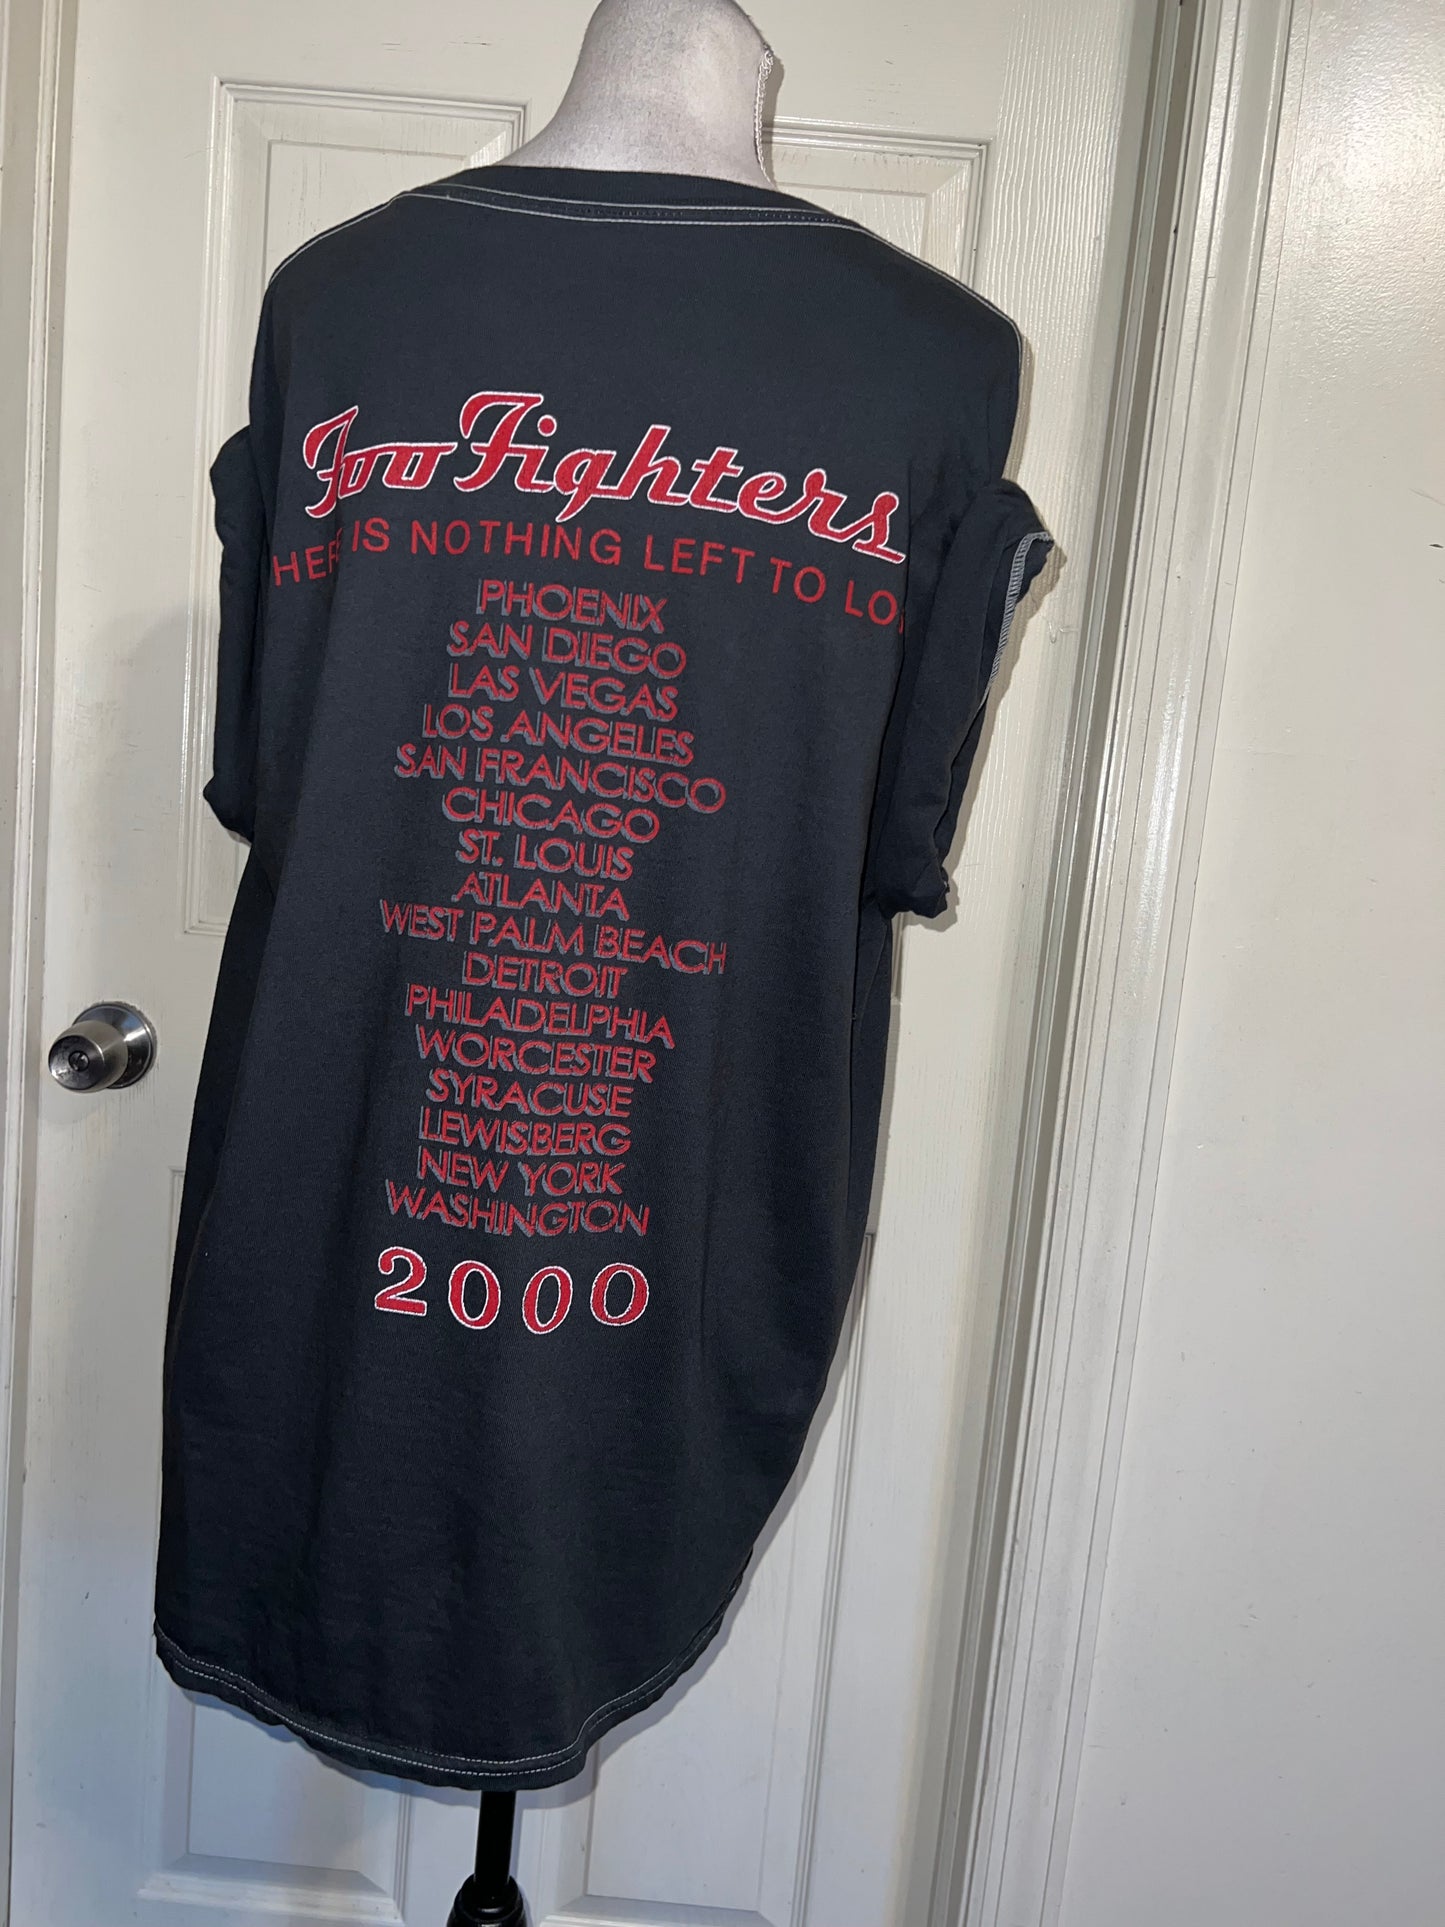 Foo Fighters
HERE IS NOTHING LEFT TO LO
PHOENIX
SAN DIEGO
LAS VEGAS
LOS ANGELES
SAN FRANCISCO
CHICAGO
ST. LOUIS
ATLANTA
WEST PALM BEACH
DETROIT
PHILADELPHIA
WORCESTER
SYRACUSE
LEWISBERG
NEW YORK
WASHINGTON
2000